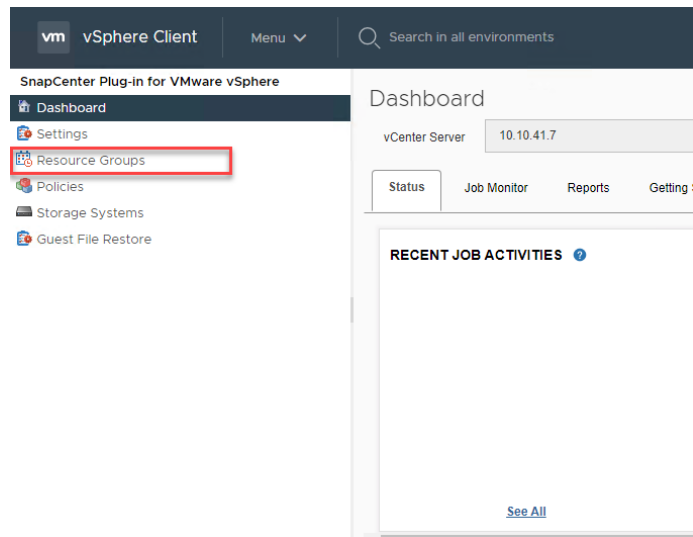 vm vSphere Client Menu Search in all environments
SnapCenter Plug-in for VMware vSphere
Dashboard
Settings
Resource Groups
Policies
Storage Systems
Guest File Restore
Dashboard
vCenter Server 10.10.41.7
Status Job Monitor Reports Getting
RECENT JOB ACTIVITIES ?
See All